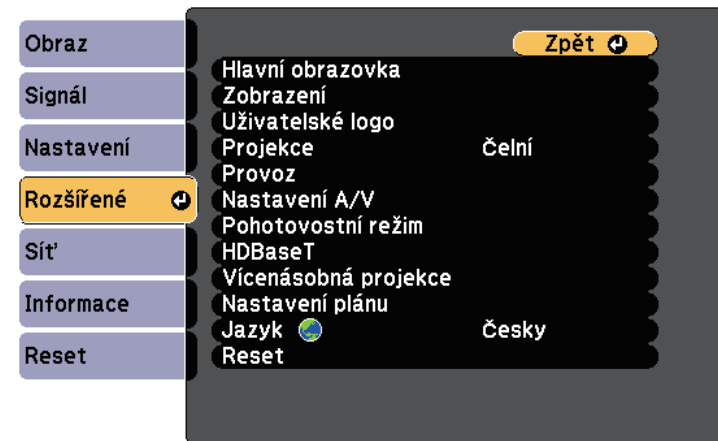 Obraz
Signál
Nastavení
Rozšířené
Síť
Informace
Reset
Zpět
Hlavní obrazovka
Zobrazení
Uživatelské logo
Projekce Čelní
Provoz
Nastavení A/V
Pohotovostní režim
HDBaseT
Vícenásobná projekce
Nastavení plánu
Jazyk Česky
Reset